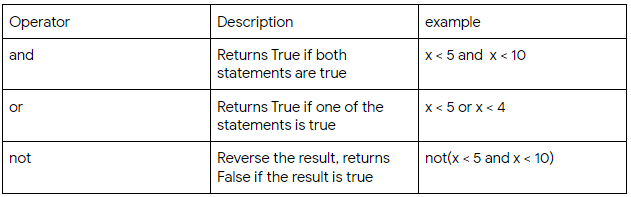 Operator Description example
and Returns True if both x < 5 and  x < 10
statements are true
or Returns True if one of the x < 5 or x < 4
statements is true
not Reverse the result, returns not(x < 5 and x < 10)
False if the result is true